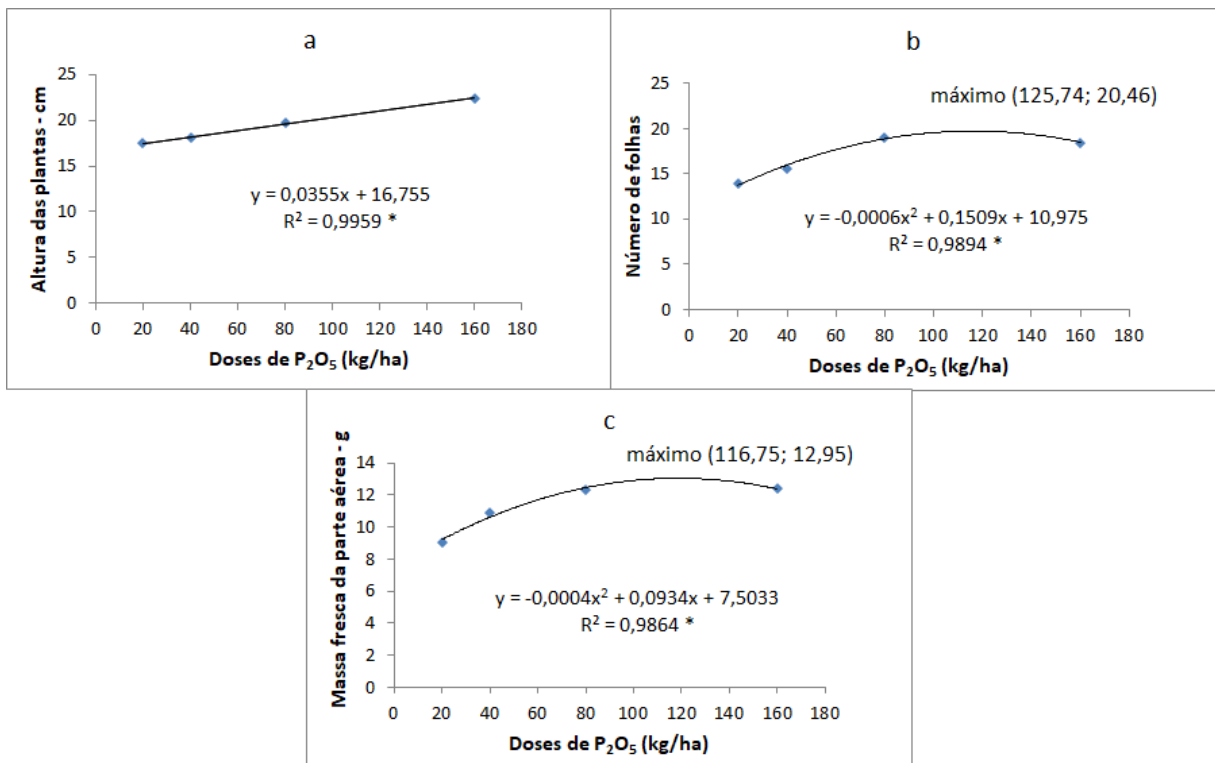 a
Altura das plantas - cm
25
20
15
10
5
0
y = 0,0355x + 16,755
R² = 0,9959 *
0 20 40 60 80 100 120 140 160 180
Doses de P₂O₅ (kg/ha)
b
máximo (125,74; 20,46)
Número de folhas
25
20
15
10
5
0
y = -0,0006x² + 0,1509x + 10,975
R² = 0,9894 *
0 20 40 60 80 100 120 140 160 180
Doses de P₂O₅ (kg/ha)
c
máximo (116,75; 12,95)
Massa fresca da parte aérea - g
14
12
10
8
6
4
2
0
y = -0,0004x² + 0,0934x + 7,5033
R² = 0,9864 *
0 20 40 60 80 100 120 140 160 180
Doses de P₂O₅ (kg/ha)